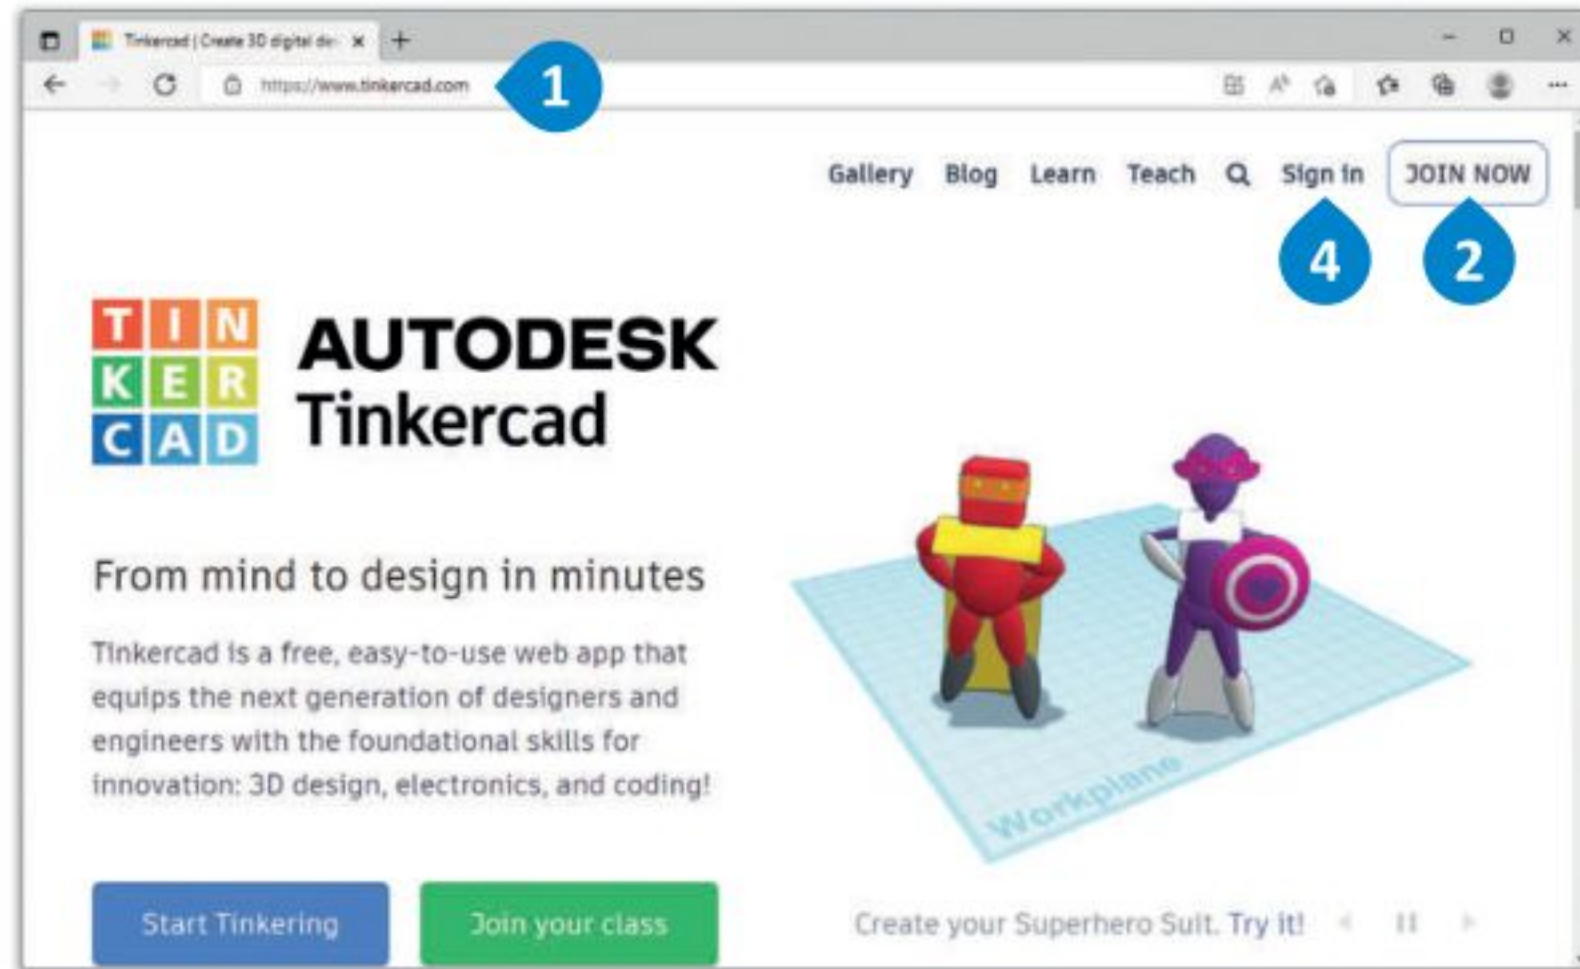 Tinkercad | Create 3D digital de
https://www.tinkercad.com
1
Gallery Blog Learn Teach Sign in JOIN NOW
4 2
TIN
KER
CAD
AUTODESK
Tinkercad
From mind to design in minutes
Tinkercad is a free, easy-to-use web app that
equips the next generation of designers and
engineers with the foundational skills for
innovation: 3D design, electronics, and coding!
Workplane
Start Tinkering
Join your class
Create your Superhero Suit. Try it!